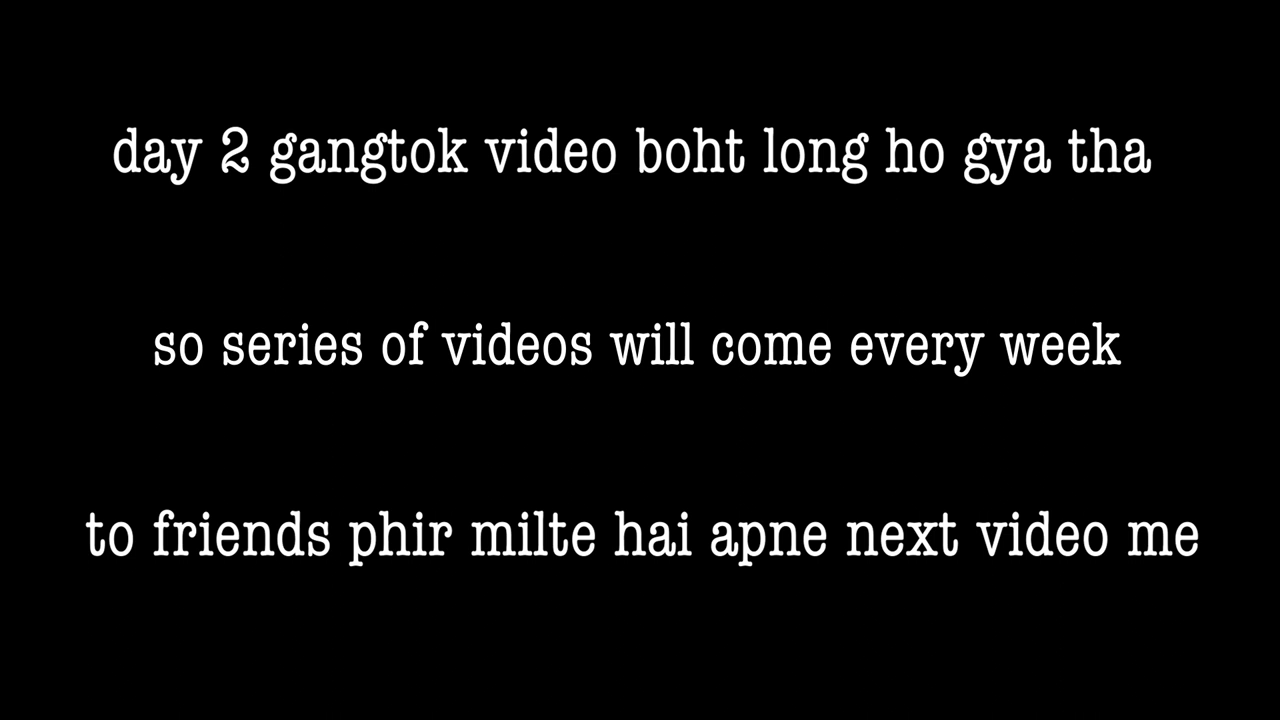 day 2 gangtok video boht long ho gya tha
so series of videos will come every week
to friends phir milte hai apne next video me